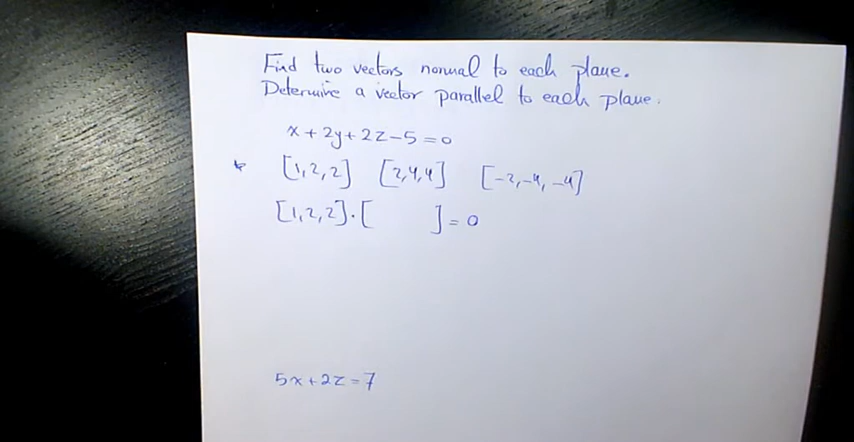 Find two vectors normal to each plane.
Determine a vector parallel to each plane.
x + 2y + 2z - 5 = 0
[1, 2, 2] [2, 4, 4] [-2, -4, -4]
[1, 2, 2] · [ ] = 0
5x + 2z = 7